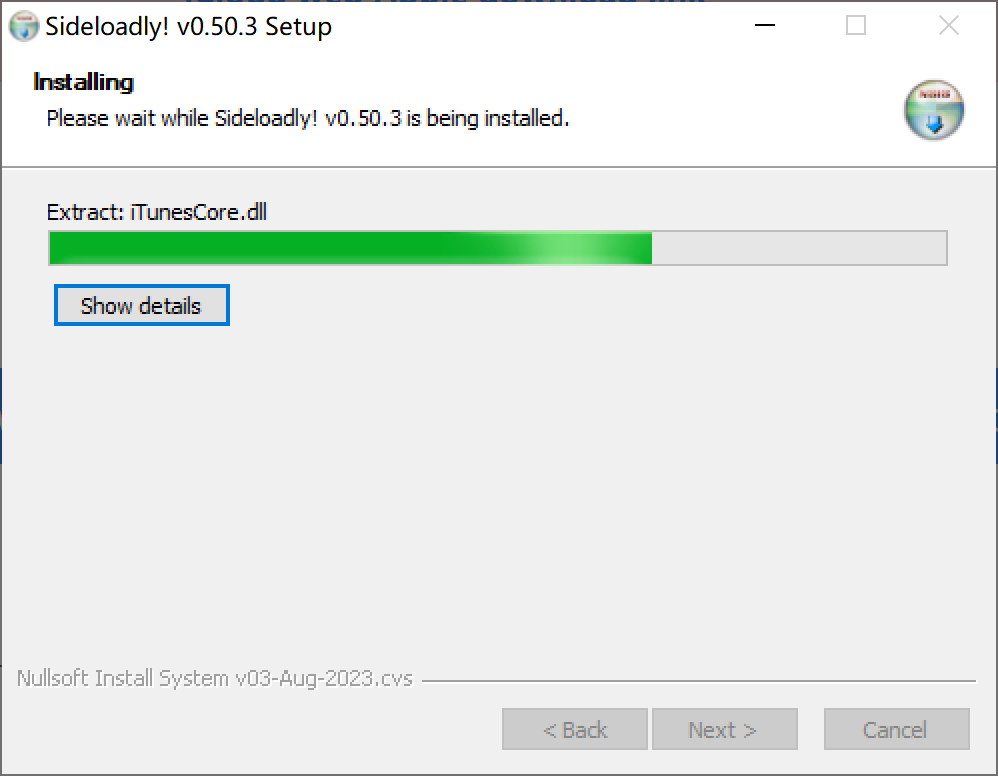 Sideloadly! v0.50.3 Setup
Installing
Please wait while Sideloadly! v0.50.3 is being installed.
Extract: iTunesCore.dll
Show details
Nullsoft Install System v03-Aug-2023.cvs
< Back
Next >
Cancel